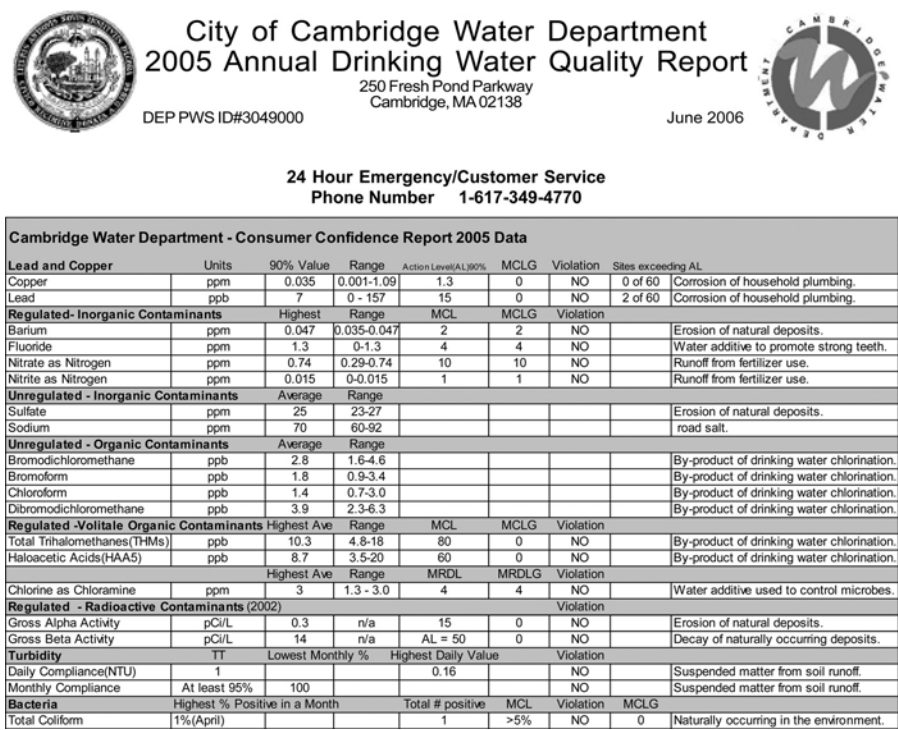 City of Cambridge Water Department
2005 Annual Drinking Water Quality Report
250 Fresh Pond Parkway
Cambridge, MA 02138
DEP PWS ID#3049000 June 2006
CAMBRIDGE WATER DEPARTMENT
24 Hour Emergency/Customer Service
Phone Number 1-617-349-4770
Cambridge Water Department - Consumer Confidence Report 2005 Data
Lead and Copper Units 90% Value Range Action Level(AL)90% MCLG Violation Sites exceeding AL
Copper ppm 0.035 0.001-1.09 1.3 0 NO 0 of 60 Corrosion of household plumbing.
Lead ppb 7 0 - 157 15 0 NO 2 of 60 Corrosion of household plumbing.
Regulated- Inorganic Contaminants Highest Range MCL MCLG Violation
Barium ppm 0.047 0.035-0.047 2 2 NO Erosion of natural deposits.
Fluoride ppm 1.3 0-1.3 4 4 NO Water additive to promote strong teeth.
Nitrate as Nitrogen ppm 0.74 0.29-0.74 10 10 NO Runoff from fertilizer use.
Nitrite as Nitrogen ppm 0.015 0-0.015 1 1 NO Runoff from fertilizer use.
Unregulated - Inorganic Contaminants Average Range
Sulfate ppm 25 23-27 Erosion of natural deposits.
Sodium ppm 70 60-92 road salt.
Unregulated - Organic Contaminants Average Range
Bromodichloromethane ppb 2.8 1.6-4.6 By-product of drinking water chlorination.
Bromoform ppb 1.8 0.9-3.4 By-product of drinking water chlorination.
Chloroform ppb 1.4 0.7-3.0 By-product of drinking water chlorination.
Dibromodichloromethane ppb 3.9 2.3-6.3 By-product of drinking water chlorination.
Regulated -Volitale Organic Contaminants Highest Ave Range MCL MCLG Violation
Total Trihalomethanes(THMs) ppb 10.3 4.8-18 80 0 NO By-product of drinking water chlorination.
Haloacetic Acids(HAA5) ppb 8.7 3.5-20 60 0 NO By-product of drinking water chlorination.
Highest Ave Range MRDL MRDLG Violation
Chlorine as Chloramine ppm 3 1.3 - 3.0 4 4 NO Water additive used to control microbes.
Regulated - Radioactive Contaminants (2002) Violation
Gross Alpha Activity pCi/L 0.3 n/a 15 0 NO Erosion of natural deposits.
Gross Beta Activity pCi/L 14 n/a AL = 50 0 NO Decay of naturally occurring deposits.
Turbidity TT Lowest Monthly % Highest Daily Value Violation
Daily Compliance(NTU) 1 0.16 NO Suspended matter from soil runoff.
Monthly Compliance At least 95% 100 NO Suspended matter from soil runoff.
Bacteria Highest % Positive in a Month Total # positive MCL Violation MCLG
Total Coliform 1%(April) 1 >5% NO 0 Naturally occurring in the environment.